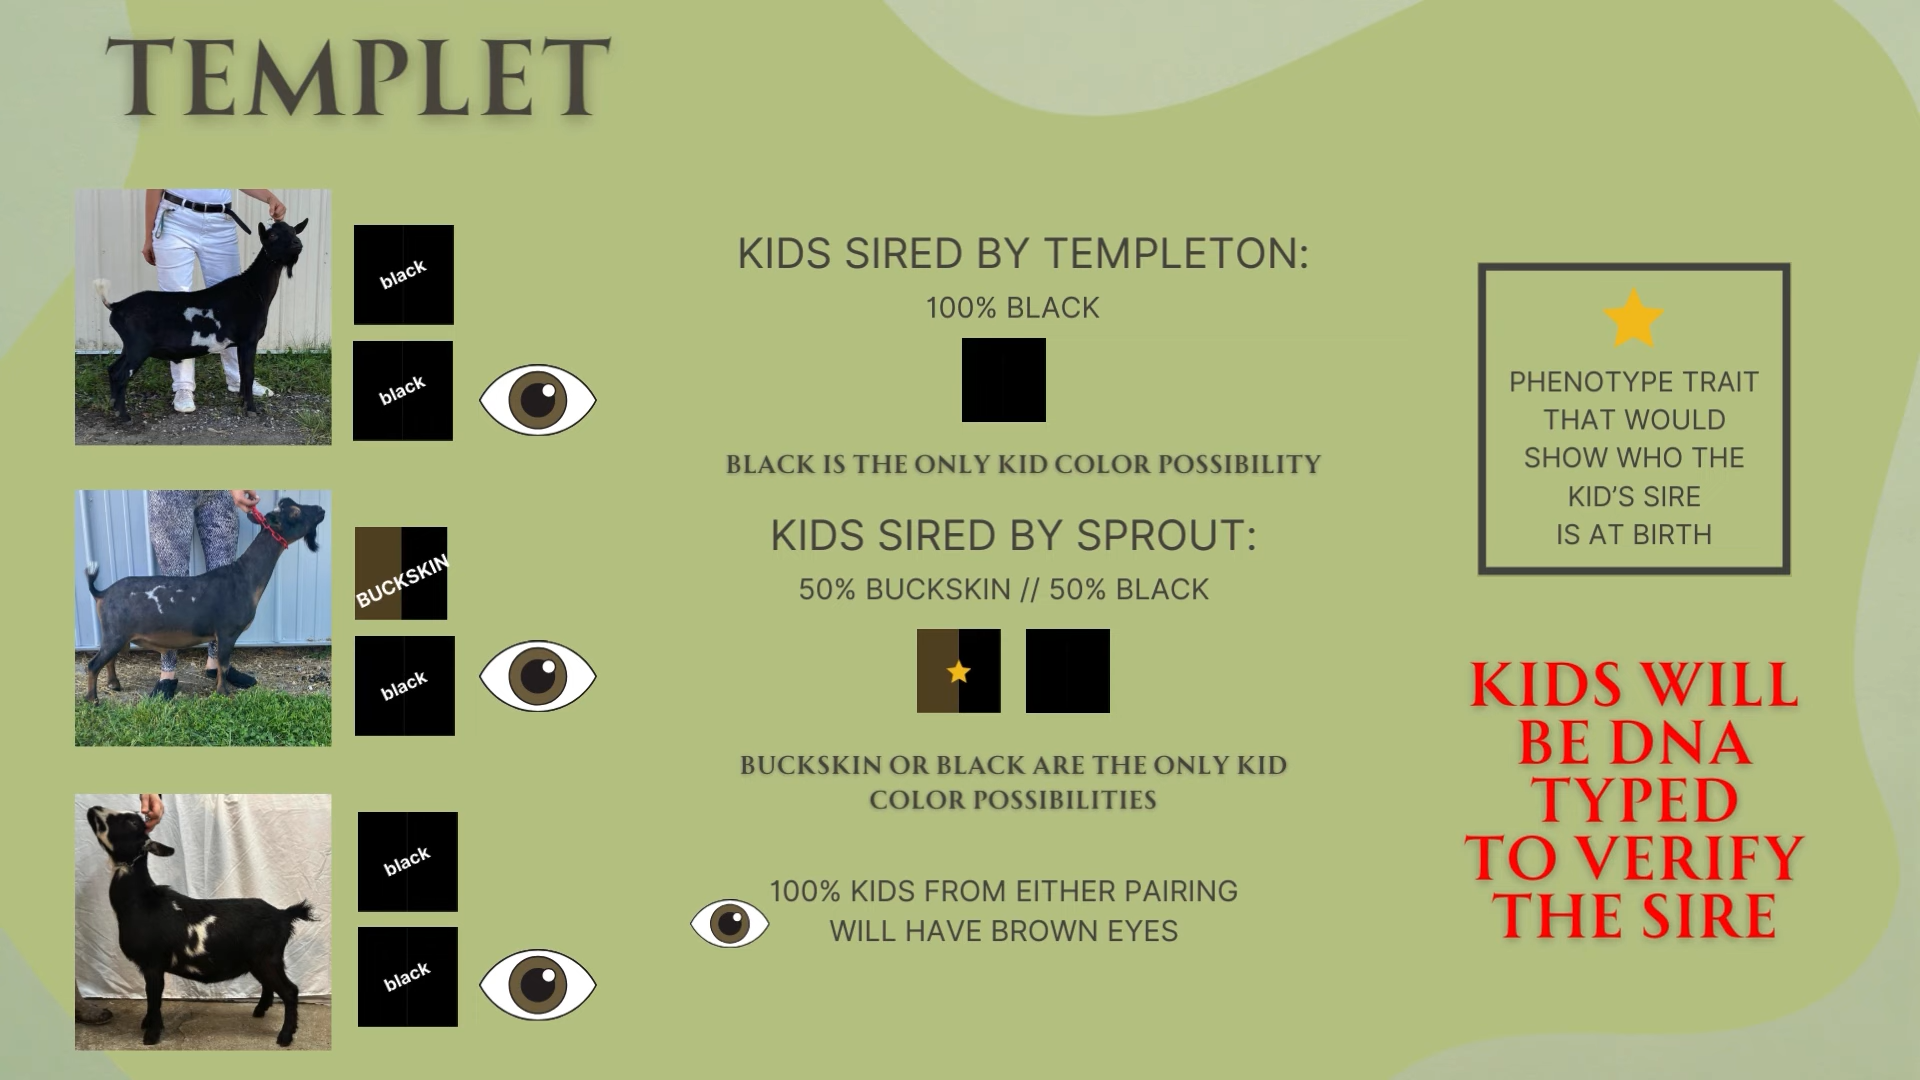 TEMPLET
black
black
BUCKSKIN
black
black
black
KIDS SIRED BY TEMPLETON:
100% BLACK
BLACK IS THE ONLY KID COLOR POSSIBILITY
KIDS SIRED BY SPROUT:
50% BUCKSKIN // 50% BLACK
BUCKSKIN OR BLACK ARE THE ONLY KID
COLOR POSSIBILITIES
100% KIDS FROM EITHER PAIRING
WILL HAVE BROWN EYES
PHENOTYPE TRAIT
THAT WOULD
SHOW WHO THE
KID'S SIRE
IS AT BIRTH
KIDS WILL
BE DNA
TYPED
TO VERIFY
THE SIRE